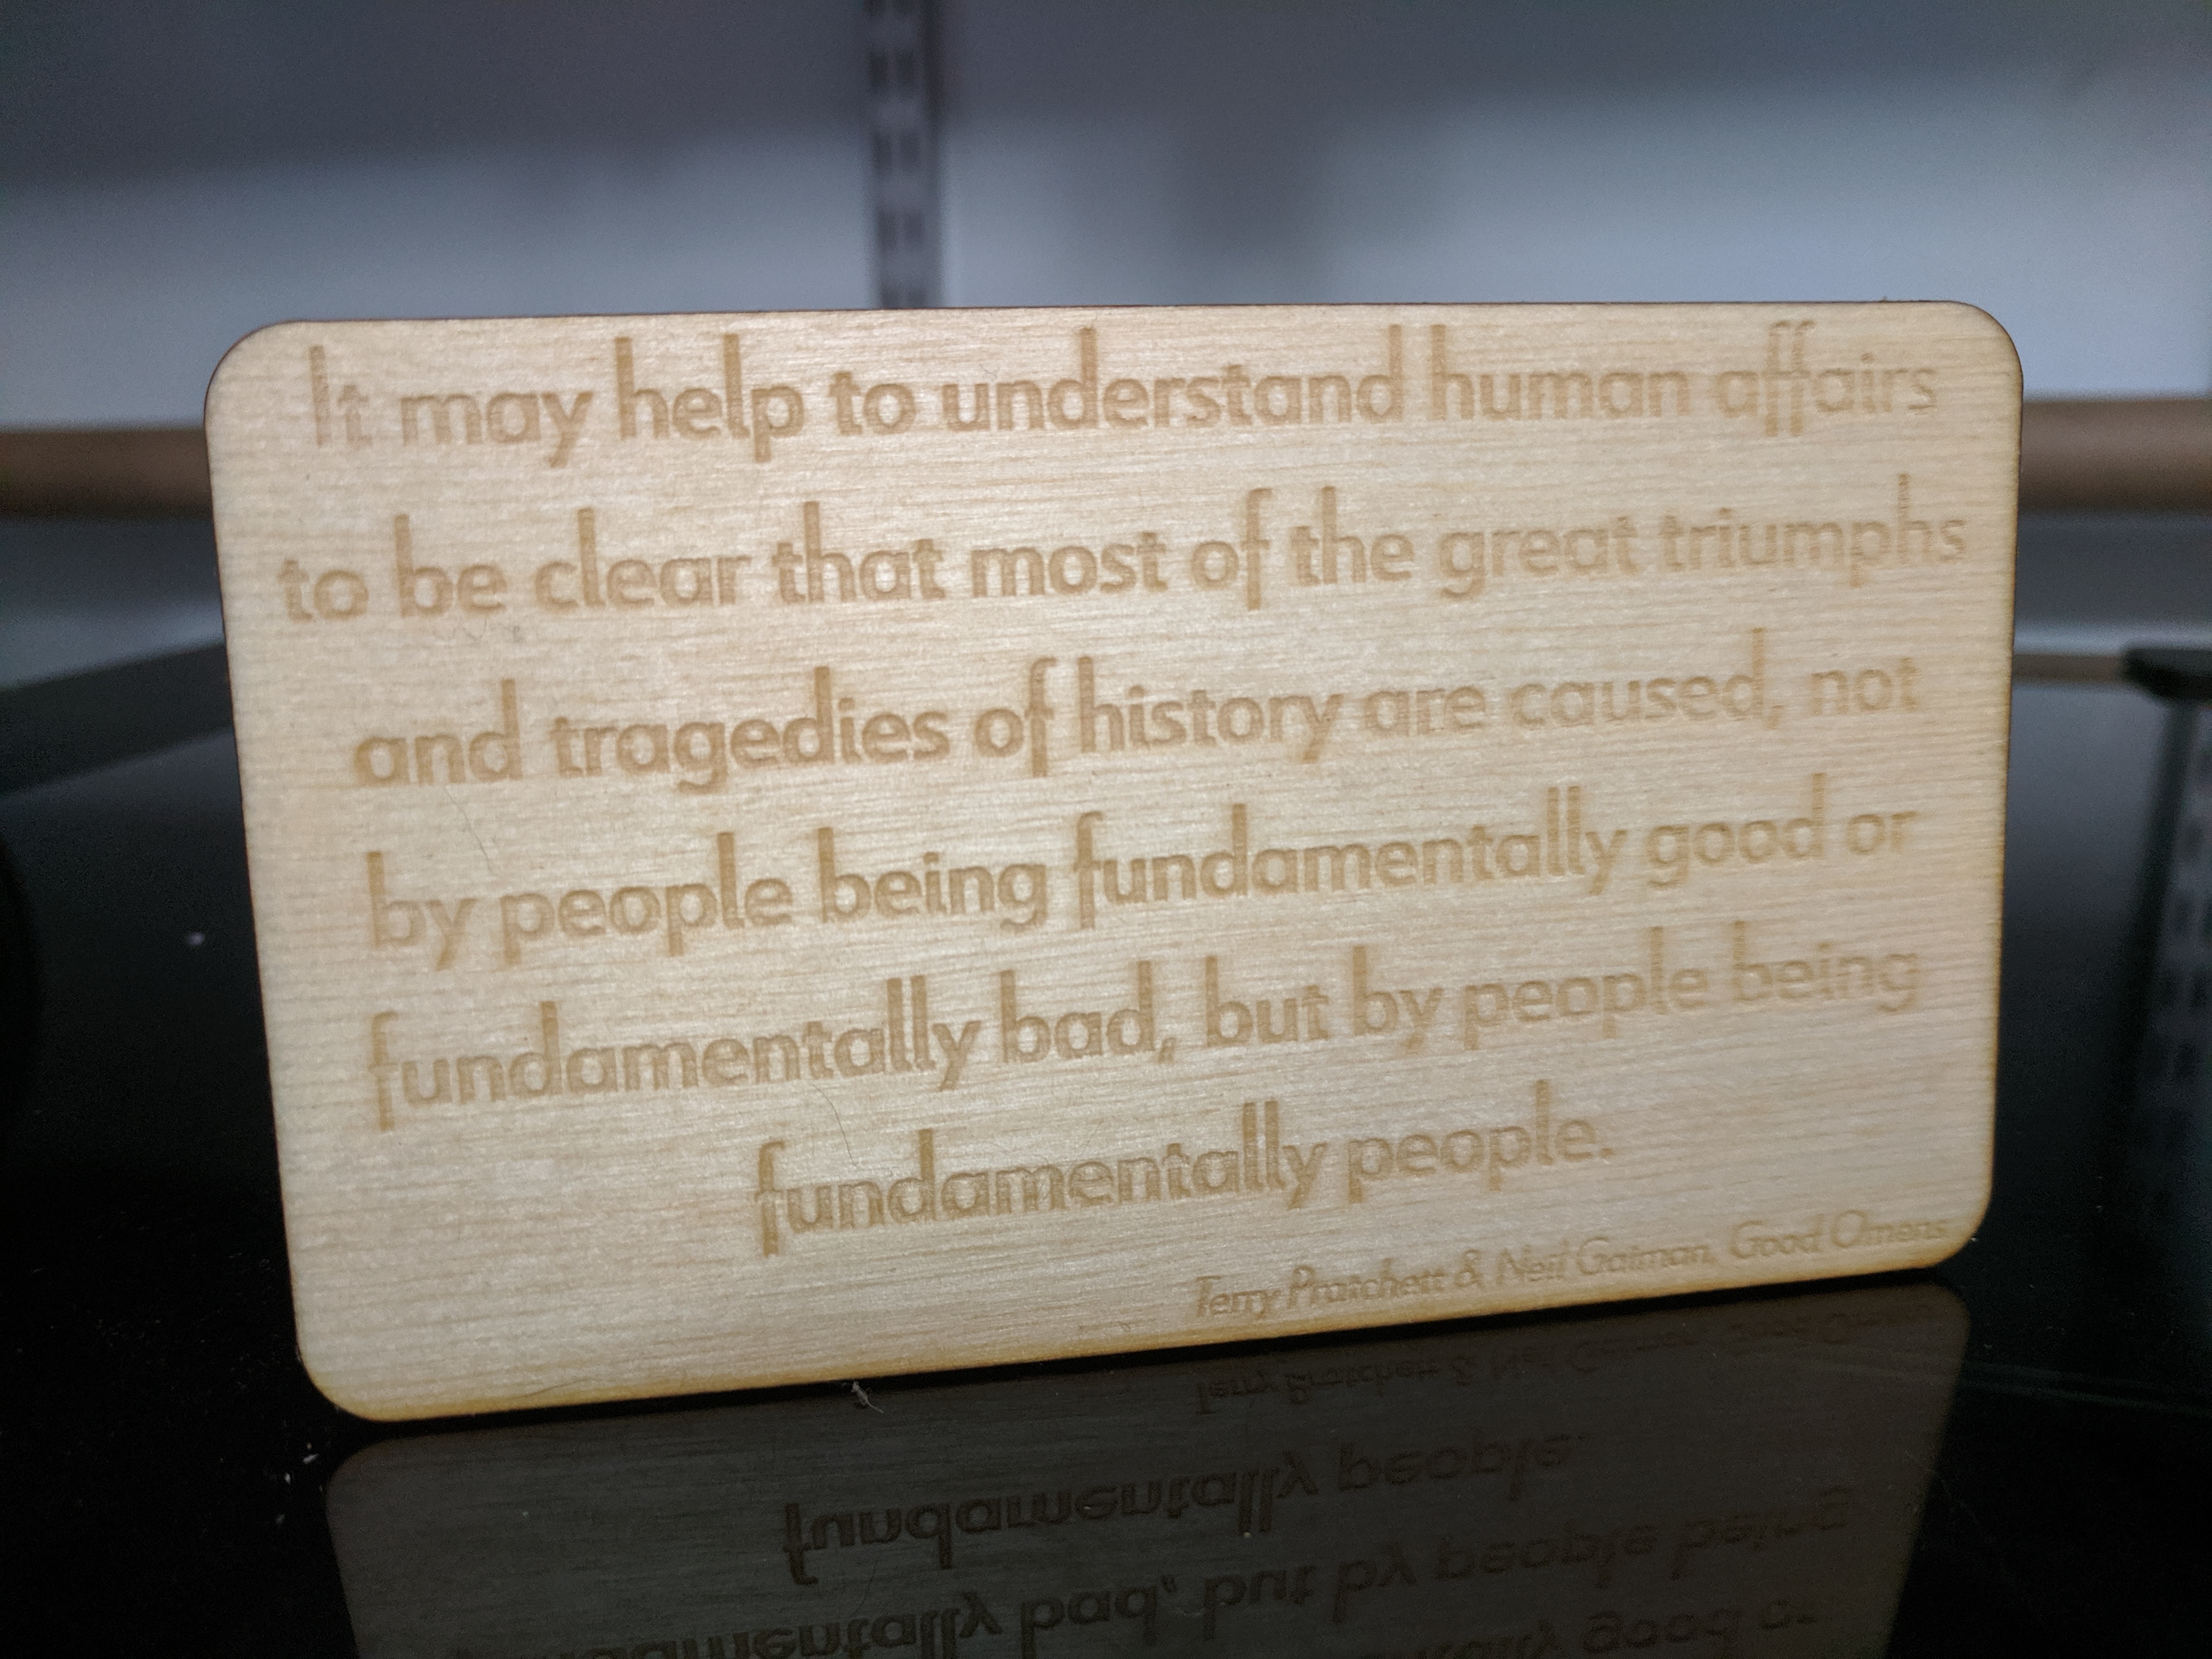 It may help to understand human affairs
to be clear that most of the great triumphs
and tragedies of history are caused, not
by people being fundamentally good or
fundamentally bad, but by people being
fundamentally people.
Terry Pratchett & Neil Gaiman, Good Omens